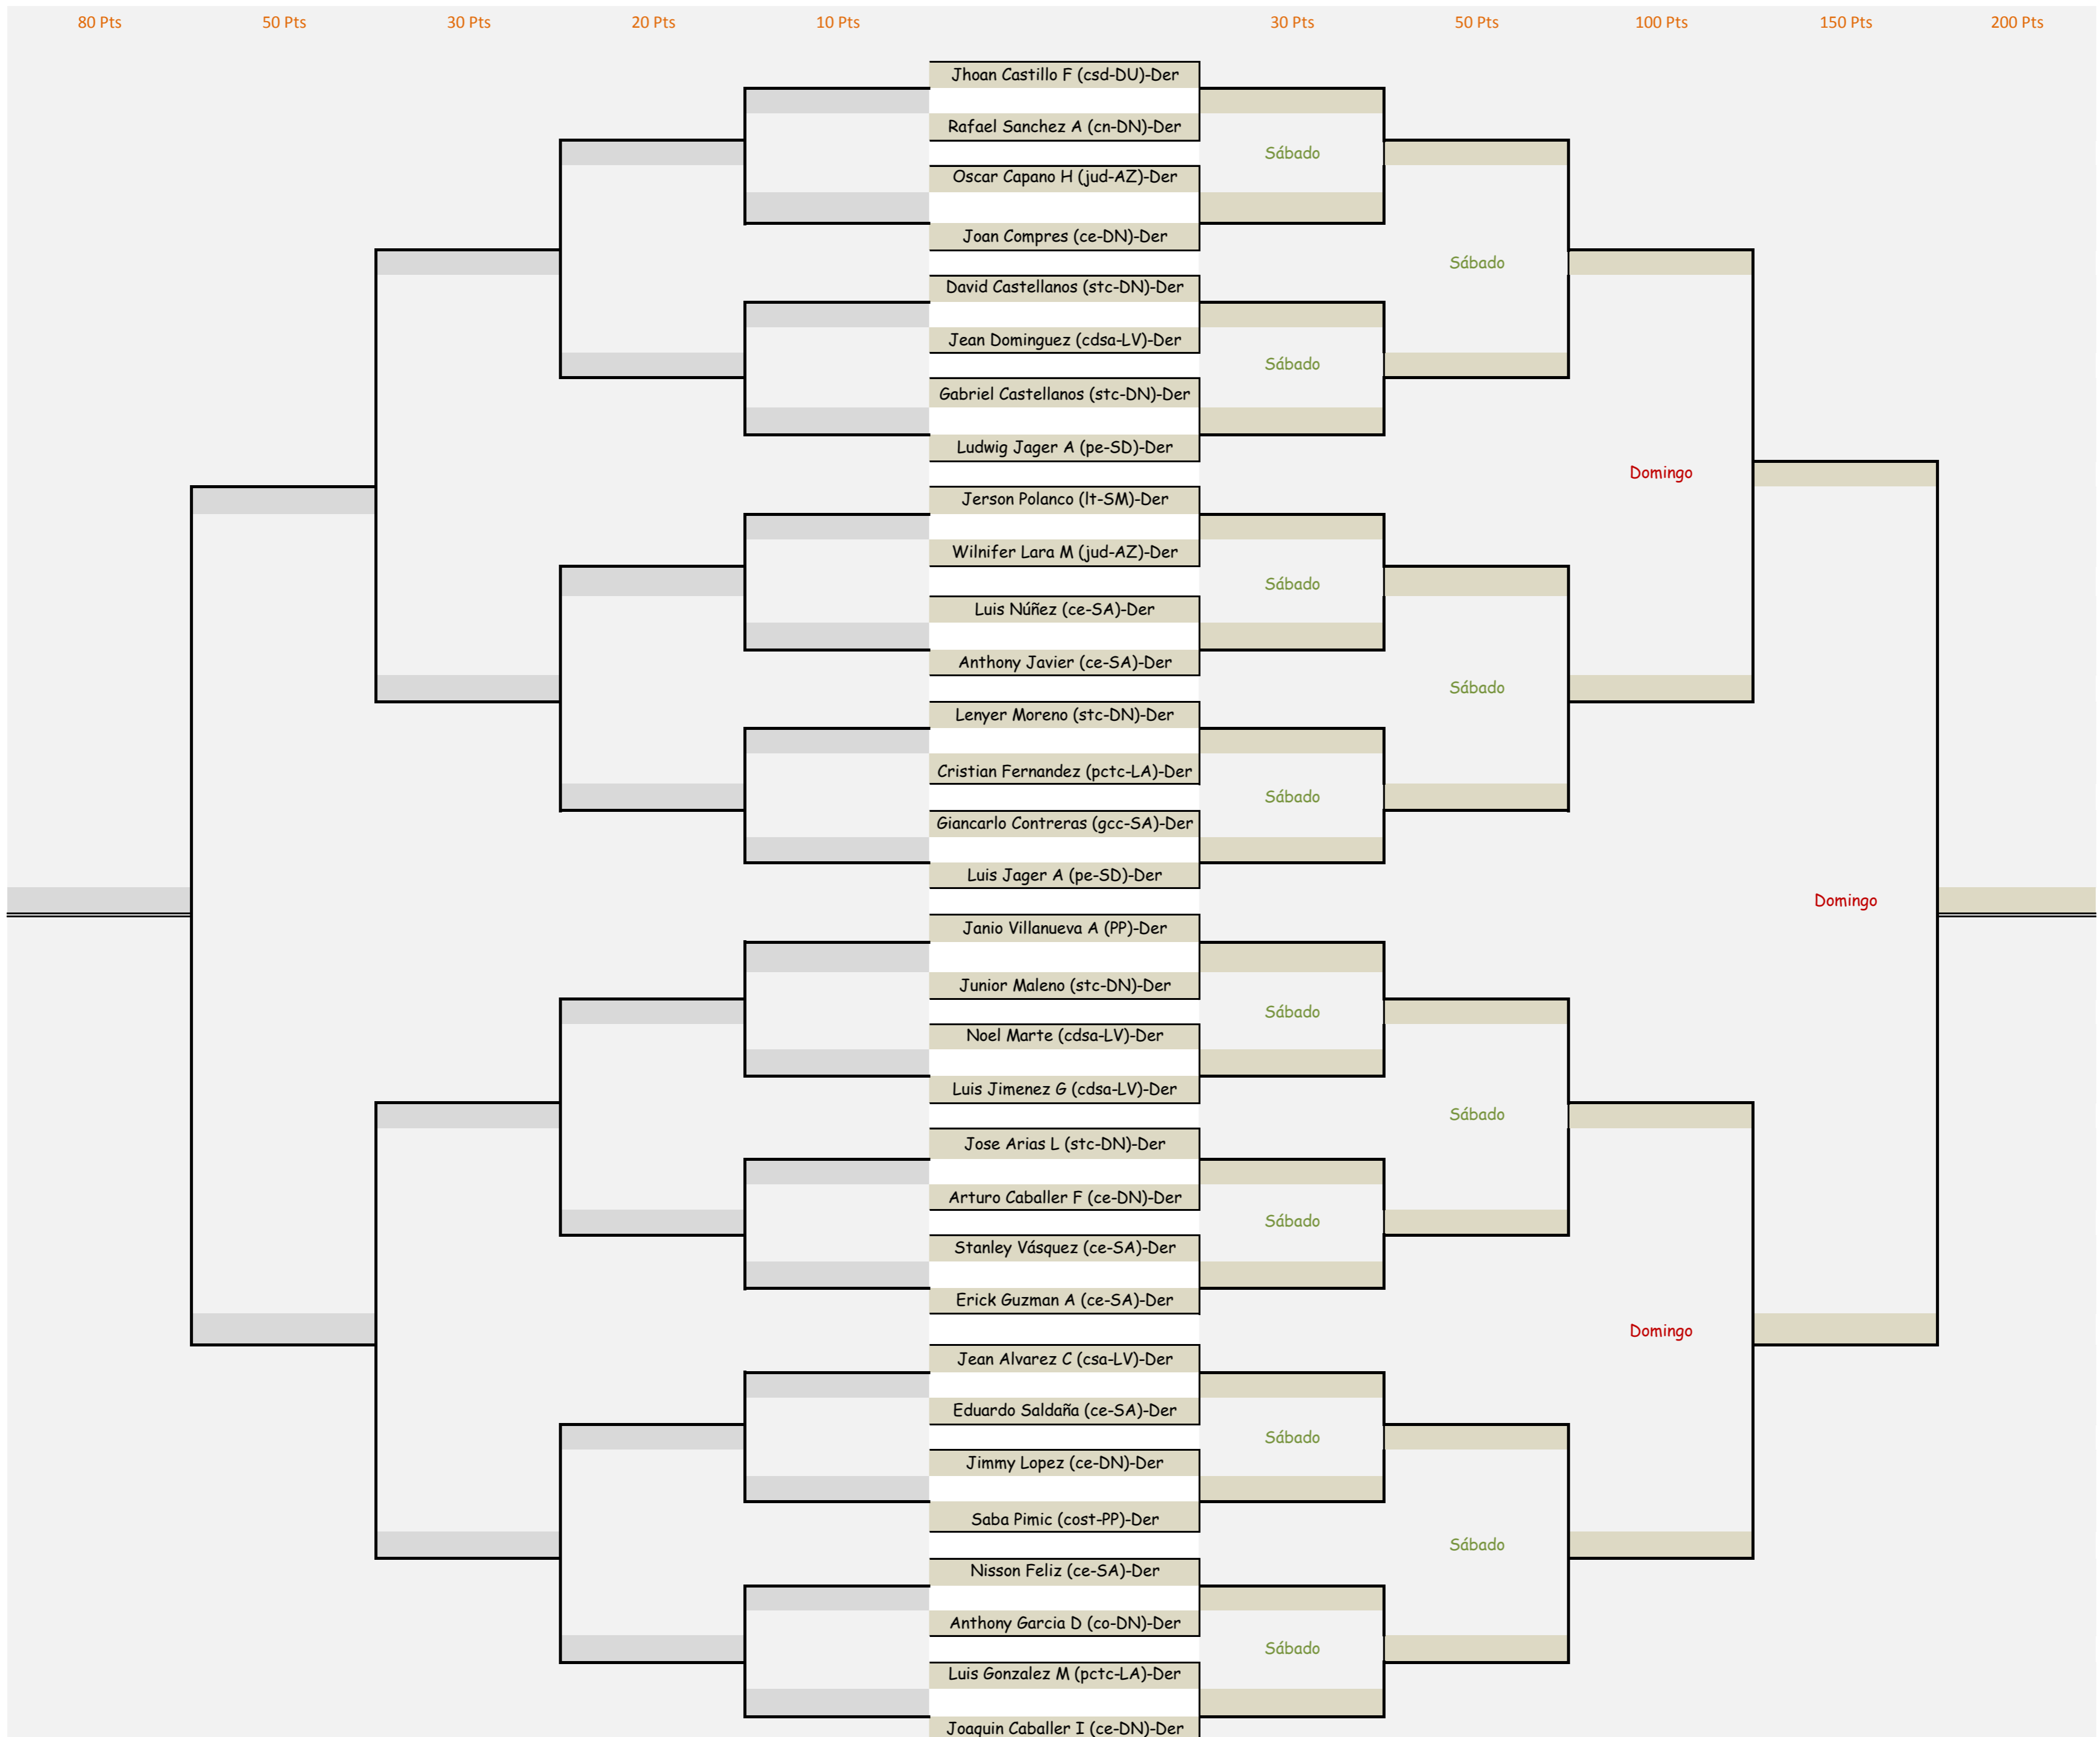 80 Pts 50 Pts 30 Pts 20 Pts 10 Pts 30 Pts 50 Pts 100 Pts 150 Pts 200 Pts
Jhoan Castillo F (csd-DU)-Der
Rafael Sanchez A (cn-DN)-Der
Sábado
Oscar Capano H (jud-AZ)-Der
Joan Compres (ce-DN)-Der
Sábado
David Castellanos (stc-DN)-Der
Jean Dominguez (cdsa-LV)-Der
Sábado
Gabriel Castellanos (stc-DN)-Der
Ludwig Jager A (pe-SD)-Der
Domingo
Jerson Polanco (lt-SM)-Der
Wilnifer Lara M (jud-AZ)-Der
Sábado
Luis Núñez (ce-SA)-Der
Anthony Javier (ce-SA)-Der
Sábado
Lenyer Moreno (stc-DN)-Der
Cristian Fernandez (pctc-LA)-Der
Sábado
Giancarlo Contreras (gcc-SA)-Der
Luis Jager A (pe-SD)-Der
Domingo
Janio Villanueva A (PP)-Der
Junior Maleno (stc-DN)-Der
Sábado
Noel Marte (cdsa-LV)-Der
Luis Jimenez G (cdsa-LV)-Der
Sábado
Jose Arias L (stc-DN)-Der
Arturo Caballer F (ce-DN)-Der
Sábado
Stanley Vásquez (ce-SA)-Der
Erick Guzman A (ce-SA)-Der
Domingo
Jean Alvarez C (csa-LV)-Der
Eduardo Saldaña (ce-SA)-Der
Sábado
Jimmy Lopez (ce-DN)-Der
Saba Pimic (cost-PP)-Der
Sábado
Nisson Feliz (ce-SA)-Der
Anthony Garcia D (co-DN)-Der
Sábado
Luis Gonzalez M (pctc-LA)-Der
Joaquin Caballer I (ce-DN)-Der